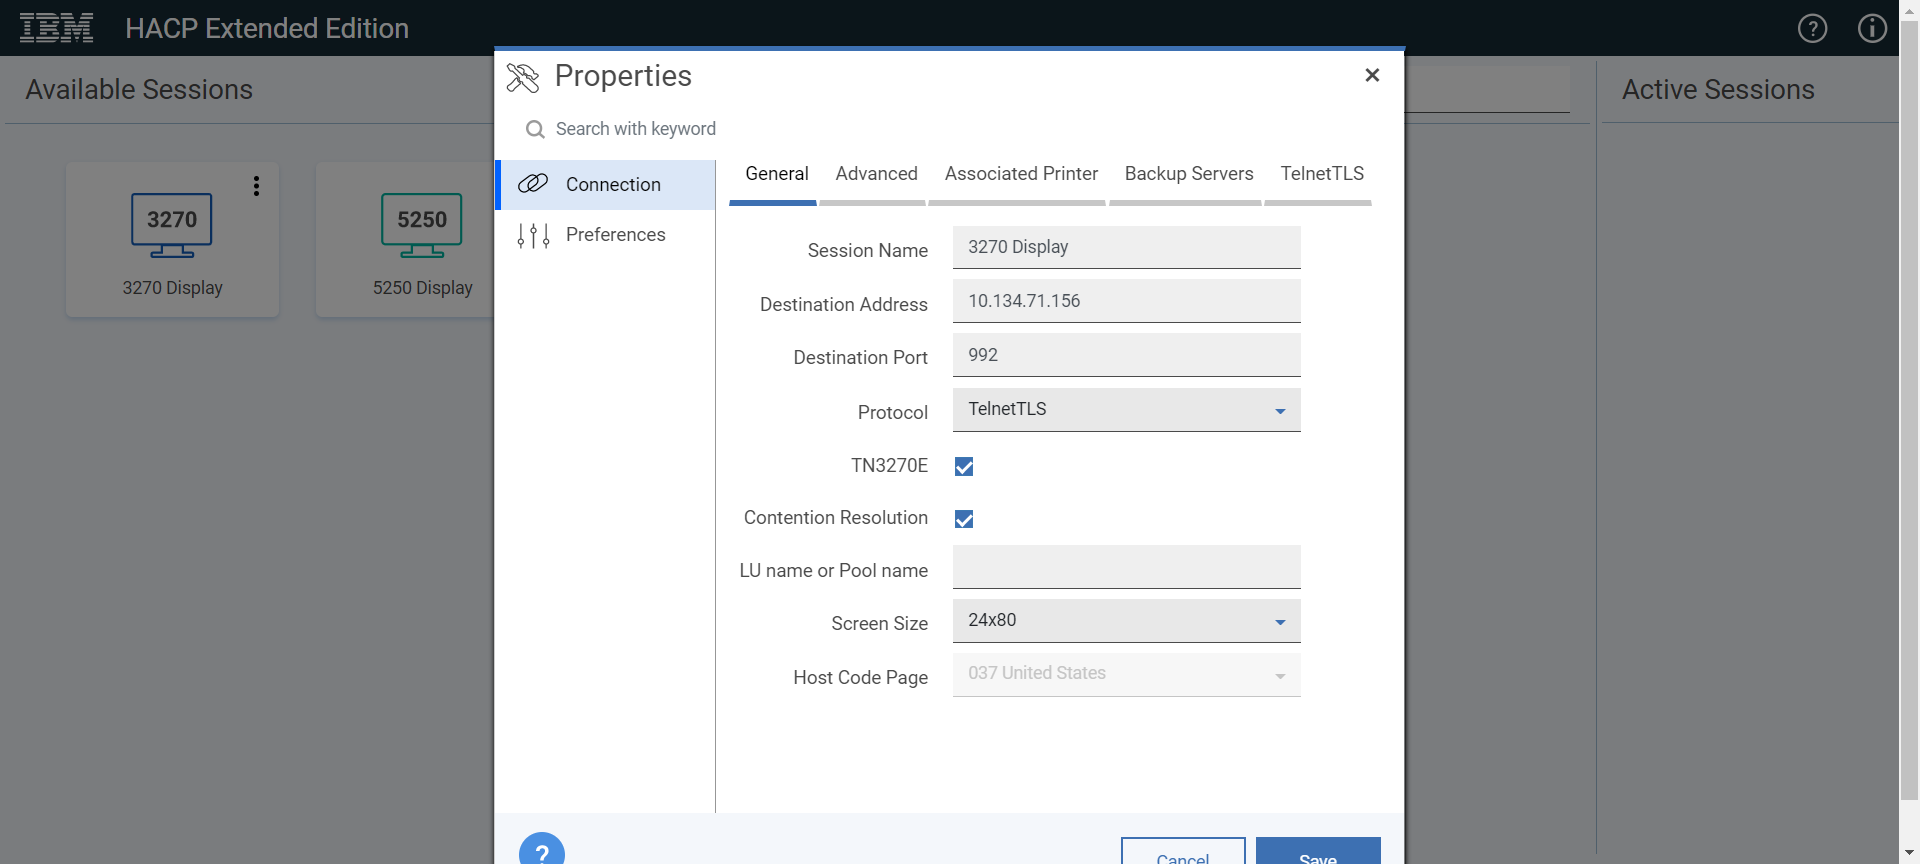 IBM HACP Extended Edition
Available Sessions
Active Sessions
3270
3270 Display
5250
5250 Display
Properties
Search with keyword
Connection
Preferences
General Advanced Associated Printer Backup Servers TelnetTLS
Session Name 3270 Display
Destination Address 10.134.71.156
Destination Port 992
Protocol TelnetTLS
TN3270E
Contention Resolution
LU name or Pool name
Screen Size 24x80
Host Code Page 037 United States
? Cancel Save